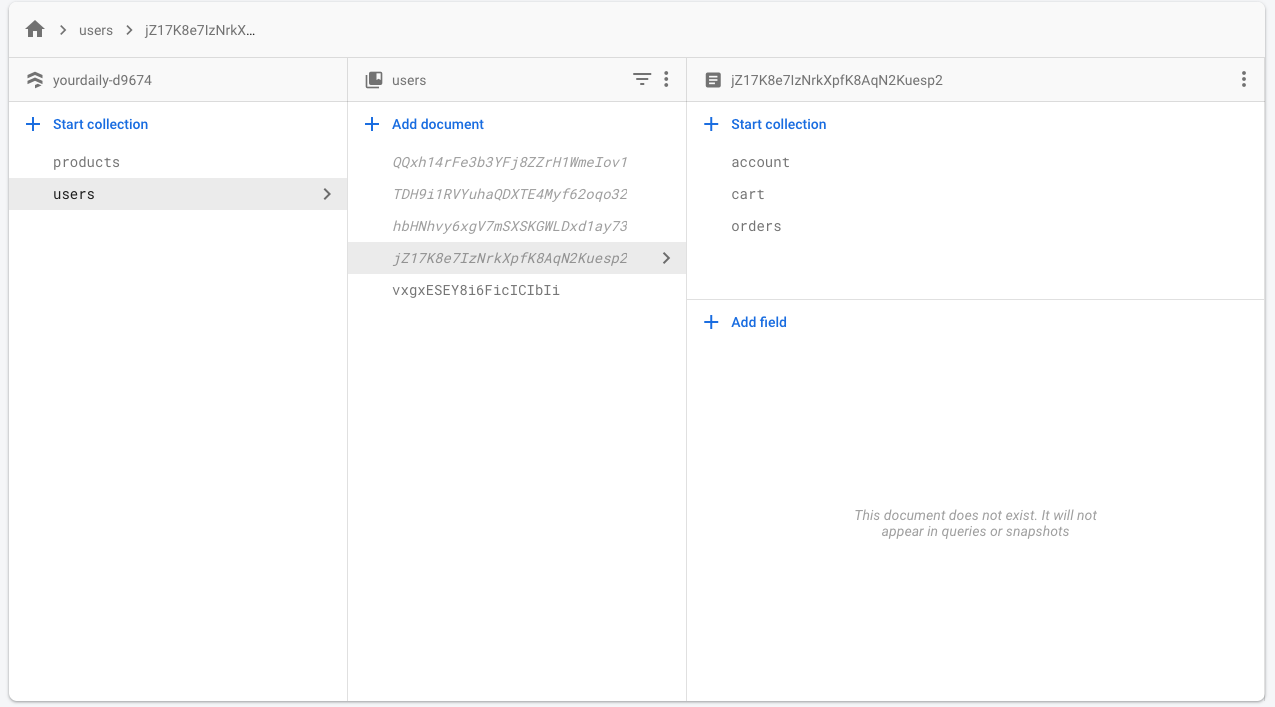 users
jZ17K8e7IzNrkX...
yourdaily-d9674
Start collection
products
users
users
Add document
QQxh14rFe3b3YFj8ZZrH1WmeIov1
TDH9i1RVYuhaQDXTE4Myf62oqo32
hbHNhvy6xgV7mSXSKGWLDxd1ay73
jZ17K8e7IzNrkXpfK8AqN2Kuesp2
vxgxESEY8i6FicICIbIi
jZ17K8e7IzNrkXpfK8AqN2Kuesp2
Start collection
account
cart
orders
Add field
This document does not exist. It will not
appear in queries or snapshots